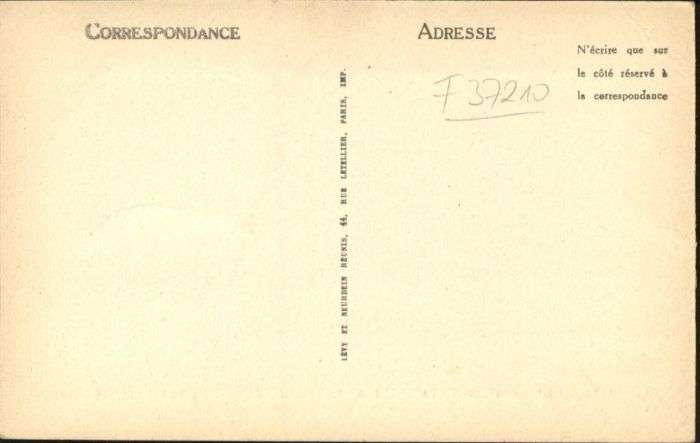 CORRESPONDANCE
ADRESSE
N'écrire que sur
le côté réservé à
la correspondance
F 37210
LÉVY ET NEURDEIN RÉUNIS, 44, RUE LETELLIER, PARIS, IMP.